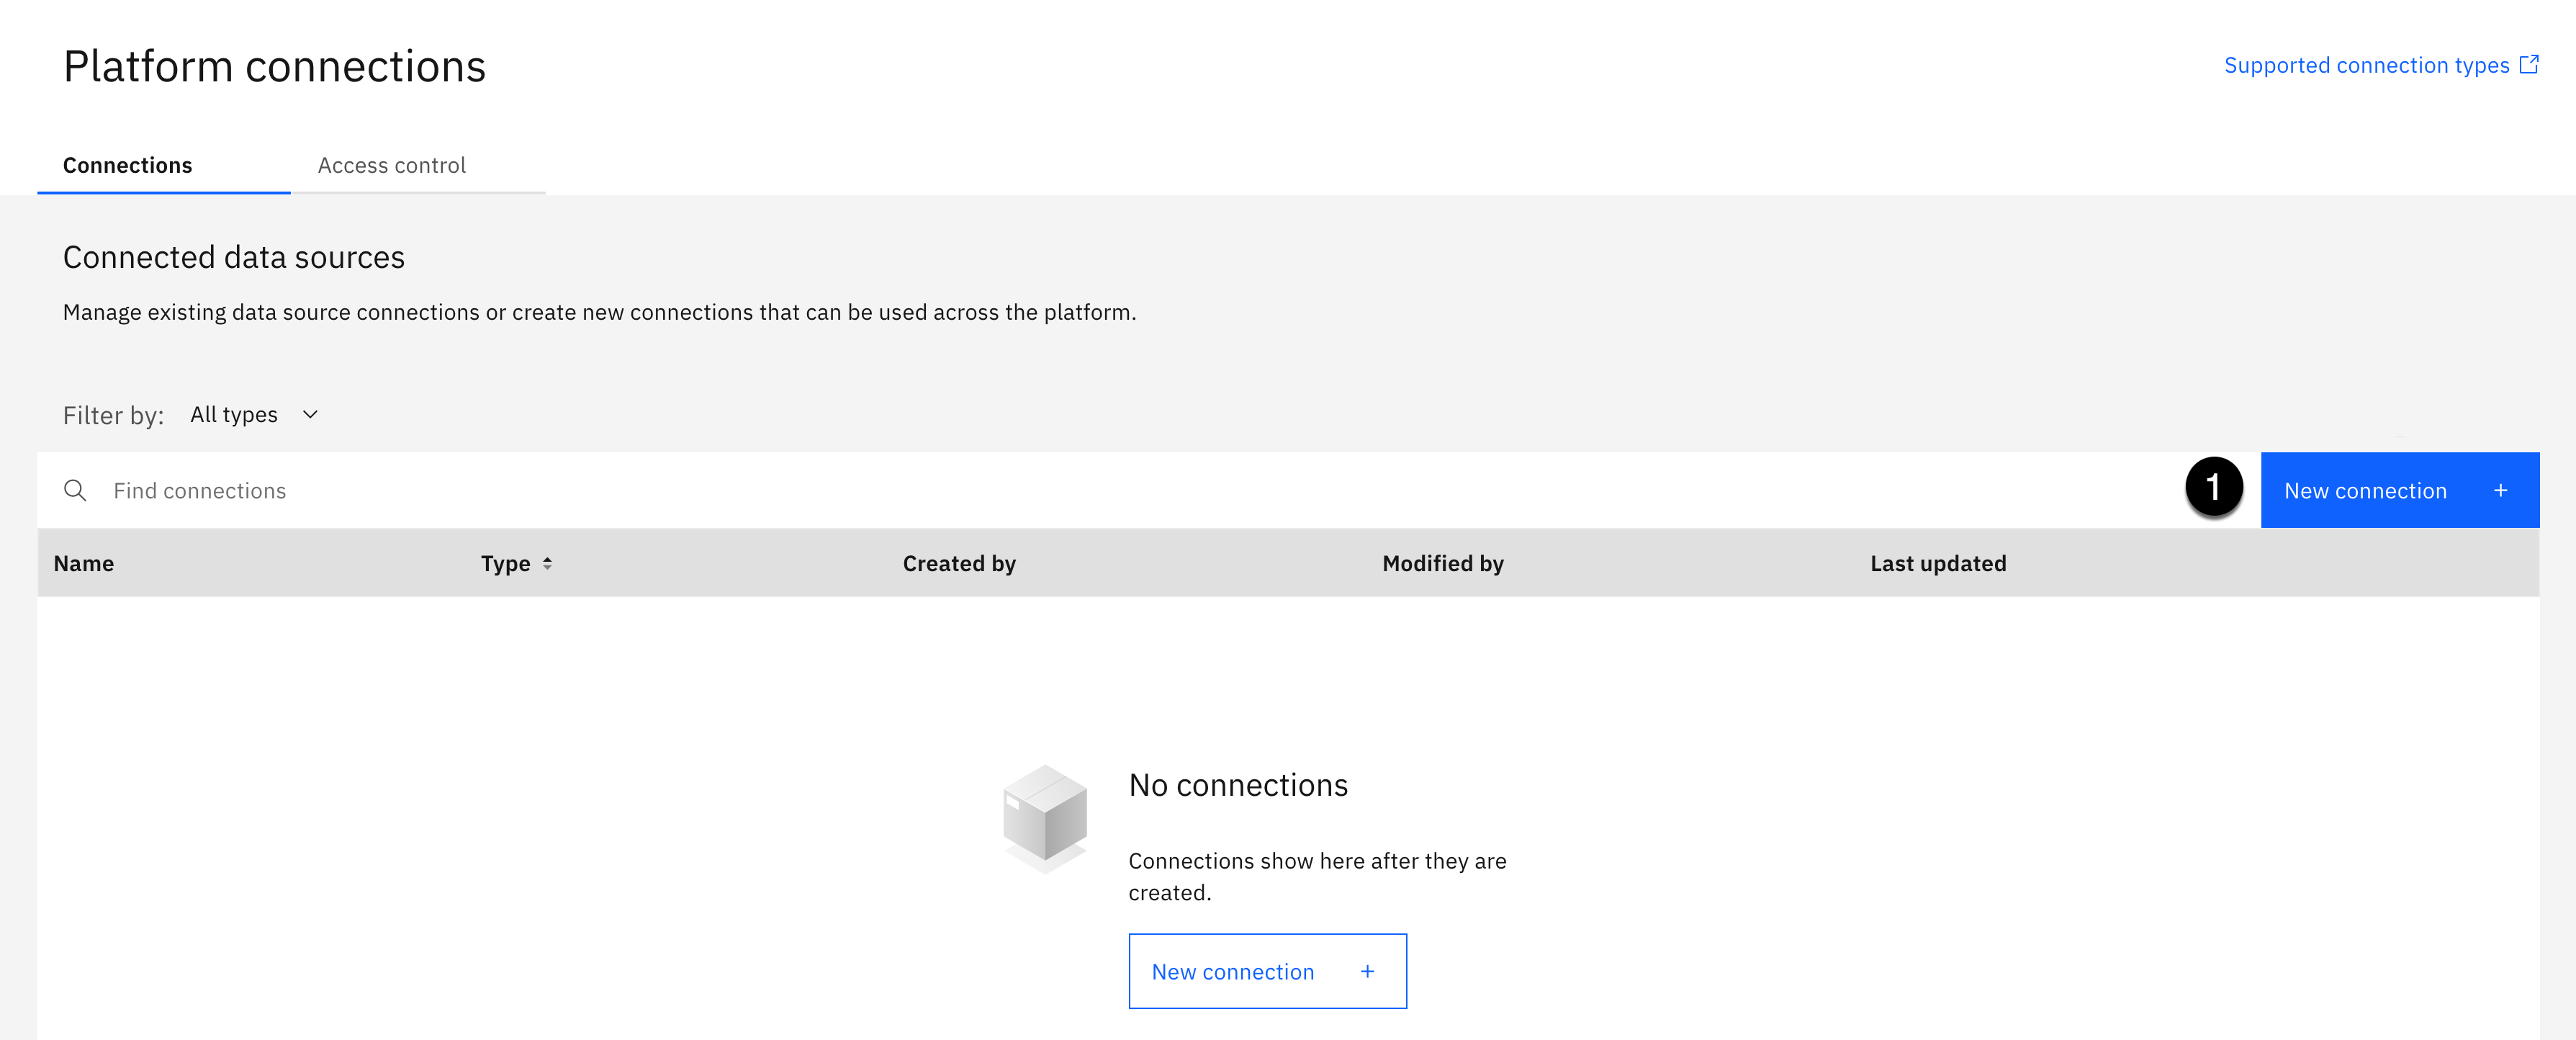 Platform connections
Supported connection types
Connections
Access control
Connected data sources
Manage existing data source connections or create new connections that can be used across the platform.
Filter by: All types
Find connections
1
New connection +
Name Type Created by Modified by Last updated
No connections
Connections show here after they are
created.
New connection +